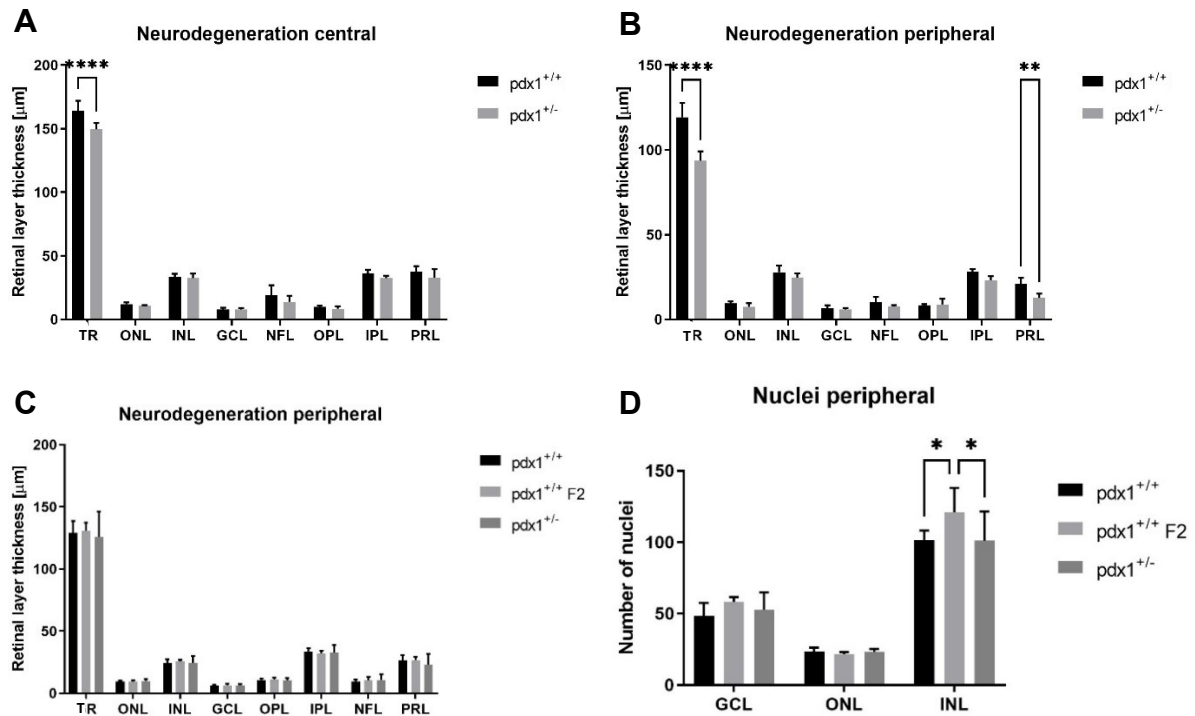 A
Neurodegeneration central
Retinal layer thickness [µm]
200
150
100
50
0
****
TR ONL INL GCL NFL OPL IPL PRL
pdx1+/+
pdx1+/-
B
Neurodegeneration peripheral
Retinal layer thickness [µm]
150
100
50
0
****
**
TR ONL INL GCL NFL OPL IPL PRL
pdx1+/+
pdx1+/-
C
Neurodegeneration peripheral
Retinal layer thickness [µm]
200
150
100
50
0
TR ONL INL GCL OPL IPL NFL PRL
pdx1+/+
pdx1+/+ F2
pdx1+/-
D
Nuclei peripheral
Number of nuclei
150
100
50
0
*
*
GCL ONL INL
pdx1+/+
pdx1+/+ F2
pdx1+/-